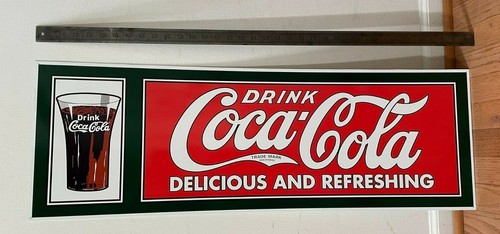 Drink
Coca-Cola
DRINK
Coca-Cola
TRADE MARK
DELICIOUS AND REFRESHING